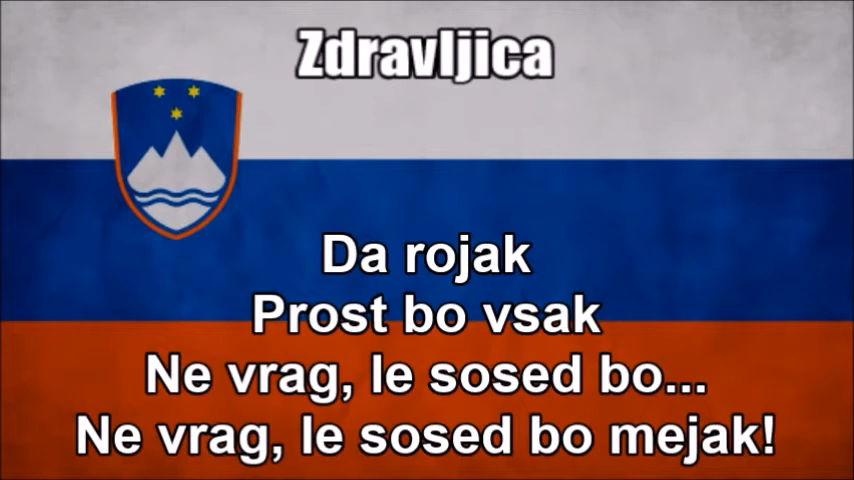 Zdravljica
Da rojak
Prost bo vsak
Ne vrag, le sosed bo...
Ne vrag, le sosed bo mejak!